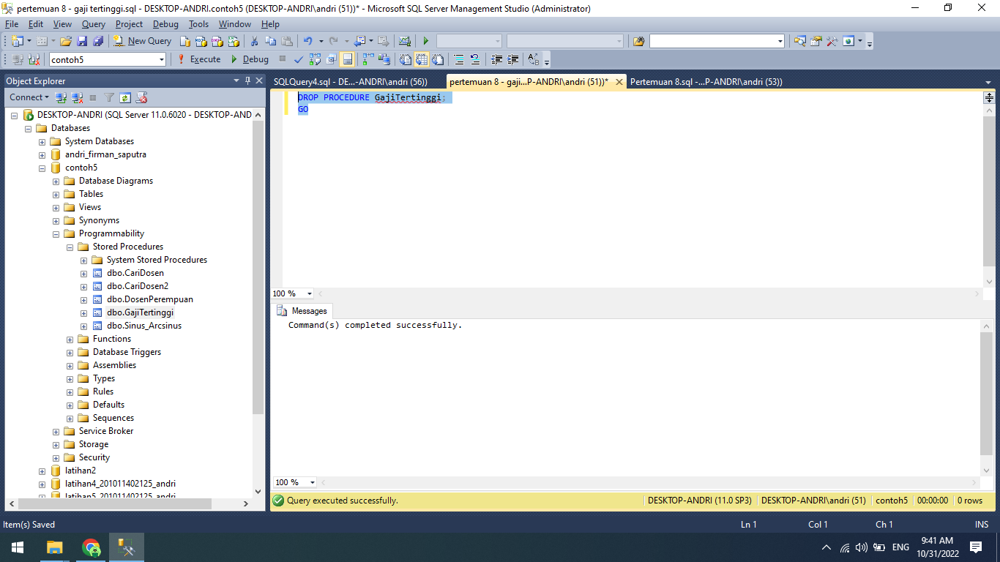 pertemuan 8 - gaji tertinggi.sql - DESKTOP-ANDRI.contoh5 (DESKTOP-ANDRI\andri (51))* - Microsoft SQL Server Management Studio (Administrator)
File Edit View Query Project Debug Tools Window Help
New Query
contoh5 Execute Debug
Object Explorer
Connect
DESKTOP-ANDRI (SQL Server 11.0.6020 - DESKTOP-AND
Databases
System Databases
andri_firman_saputra
contoh5
Database Diagrams
Tables
Views
Synonyms
Programmability
Stored Procedures
System Stored Procedures
dbo.CariDosen
dbo.CariDosen2
dbo.DosenPerempuan
dbo.GajiTertinggi
dbo.Sinus_Arcsinus
Functions
Database Triggers
Assemblies
Types
Rules
Defaults
Sequences
Service Broker
Storage
Security
latihan2
latihan4_201011402125_andri
latihan5_201011402125_andri
SQLQuery4.sql - DE...-ANDRI\andri (56)) pertemuan 8 - gaji...P-ANDRI\andri (51))* Pertemuan 8.sql -...P-ANDRI\andri (53))
DROP PROCEDURE GajiTertinggi;
GO
100 %
Messages
Command(s) completed successfully.
100 %
Query executed successfully. DESKTOP-ANDRI (11.0 SP3) DESKTOP-ANDRI\andri (51) contoh5 00:00:00 0 rows
Item(s) Saved Ln 1 Col 1 Ch 1 INS
ENG 9:41 AM
10/31/2022